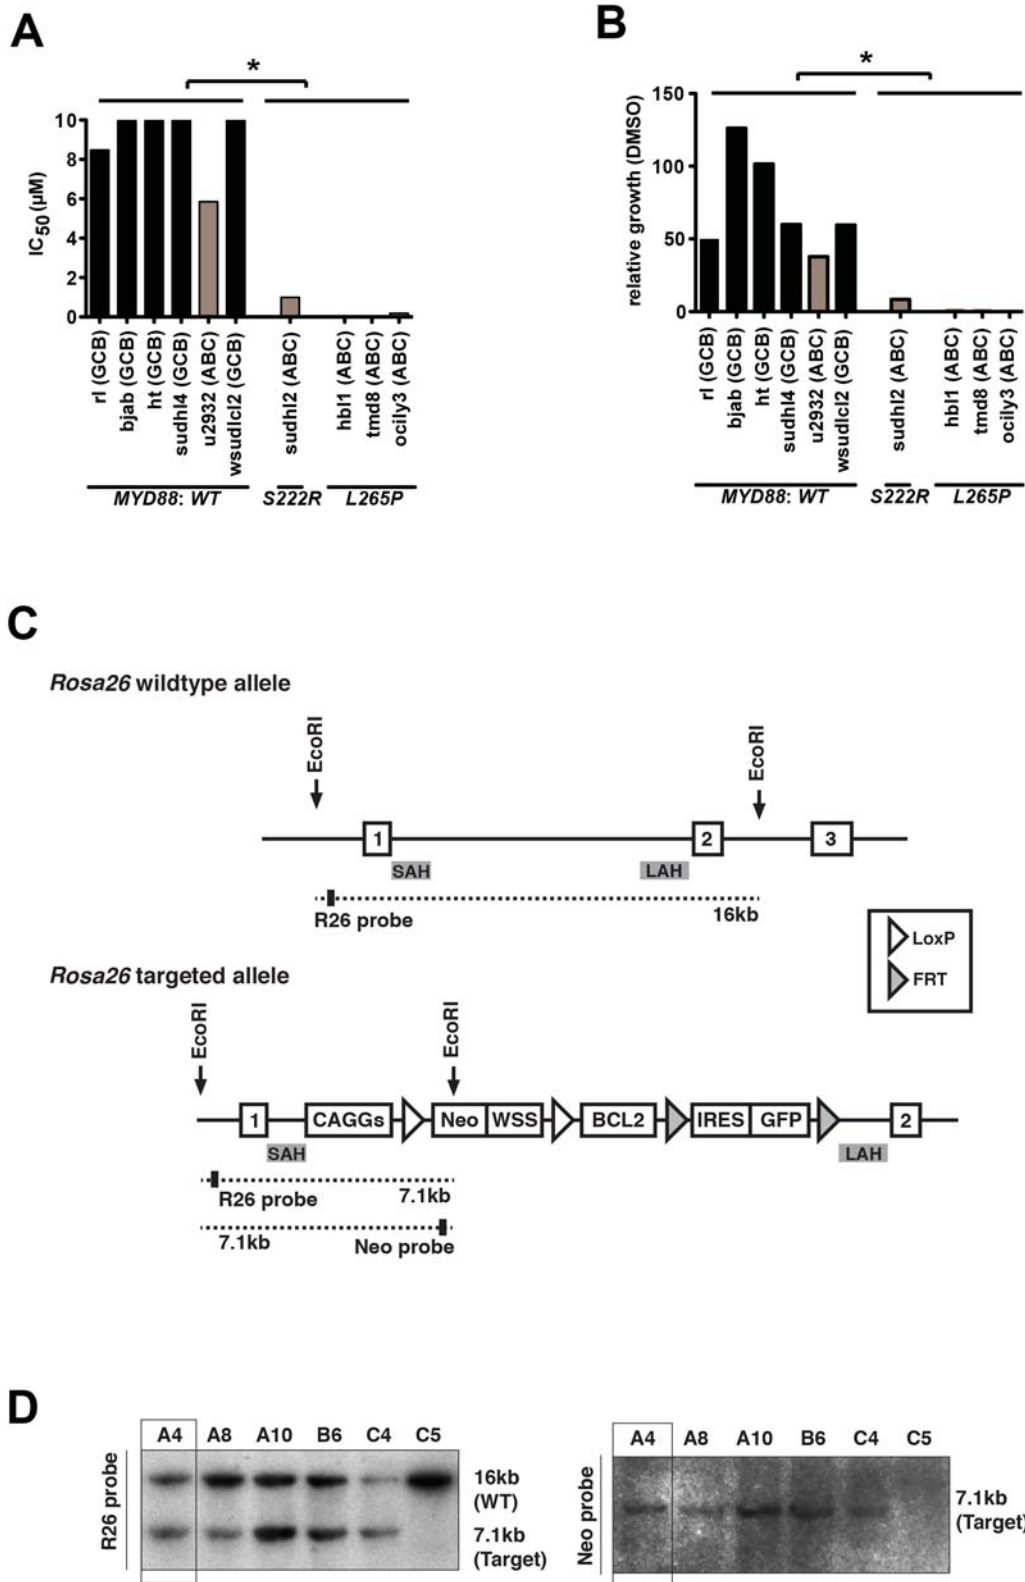 A
*
IC50 (µM)
10
8
6
4
2
0
rl (GCB)
bjab (GCB)
ht (GCB)
sudhl4 (GCB)
u2932 (ABC)
wsudlcl2 (GCB)
sudhl2 (ABC)
hbl1 (ABC)
tmd8 (ABC)
ocily3 (ABC)
MYD88: WT
S222R
L265P
B
*
relative growth (DMSO)
150
100
50
0
rl (GCB)
bjab (GCB)
ht (GCB)
sudhl4 (GCB)
u2932 (ABC)
wsudlcl2 (GCB)
sudhl2 (ABC)
hbl1 (ABC)
tmd8 (ABC)
ocily3 (ABC)
MYD88: WT
S222R
L265P
C
Rosa26 wildtype allele
EcoRI
EcoRI
1
2
3
SAH
LAH
R26 probe
16kb
LoxP
FRT
Rosa26 targeted allele
EcoRI
EcoRI
1
CAGGs
Neo
WSS
BCL2
IRES
GFP
2
SAH
LAH
R26 probe
7.1kb
7.1kb
Neo probe
D
A4 A8 A10 B6 C4 C5
R26 probe
16kb
(WT)
7.1kb
(Target)
A4 A8 A10 B6 C4 C5
Neo probe
7.1kb
(Target)